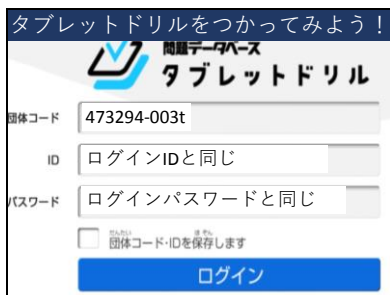 タブレットドリルをつかってみよう！
問題データベース
タブレットドリル
団体コード 473294-003t
ID ログインIDと同じ
パスワード ログインパスワードと同じ
団体コード・IDを保存します
ログイン